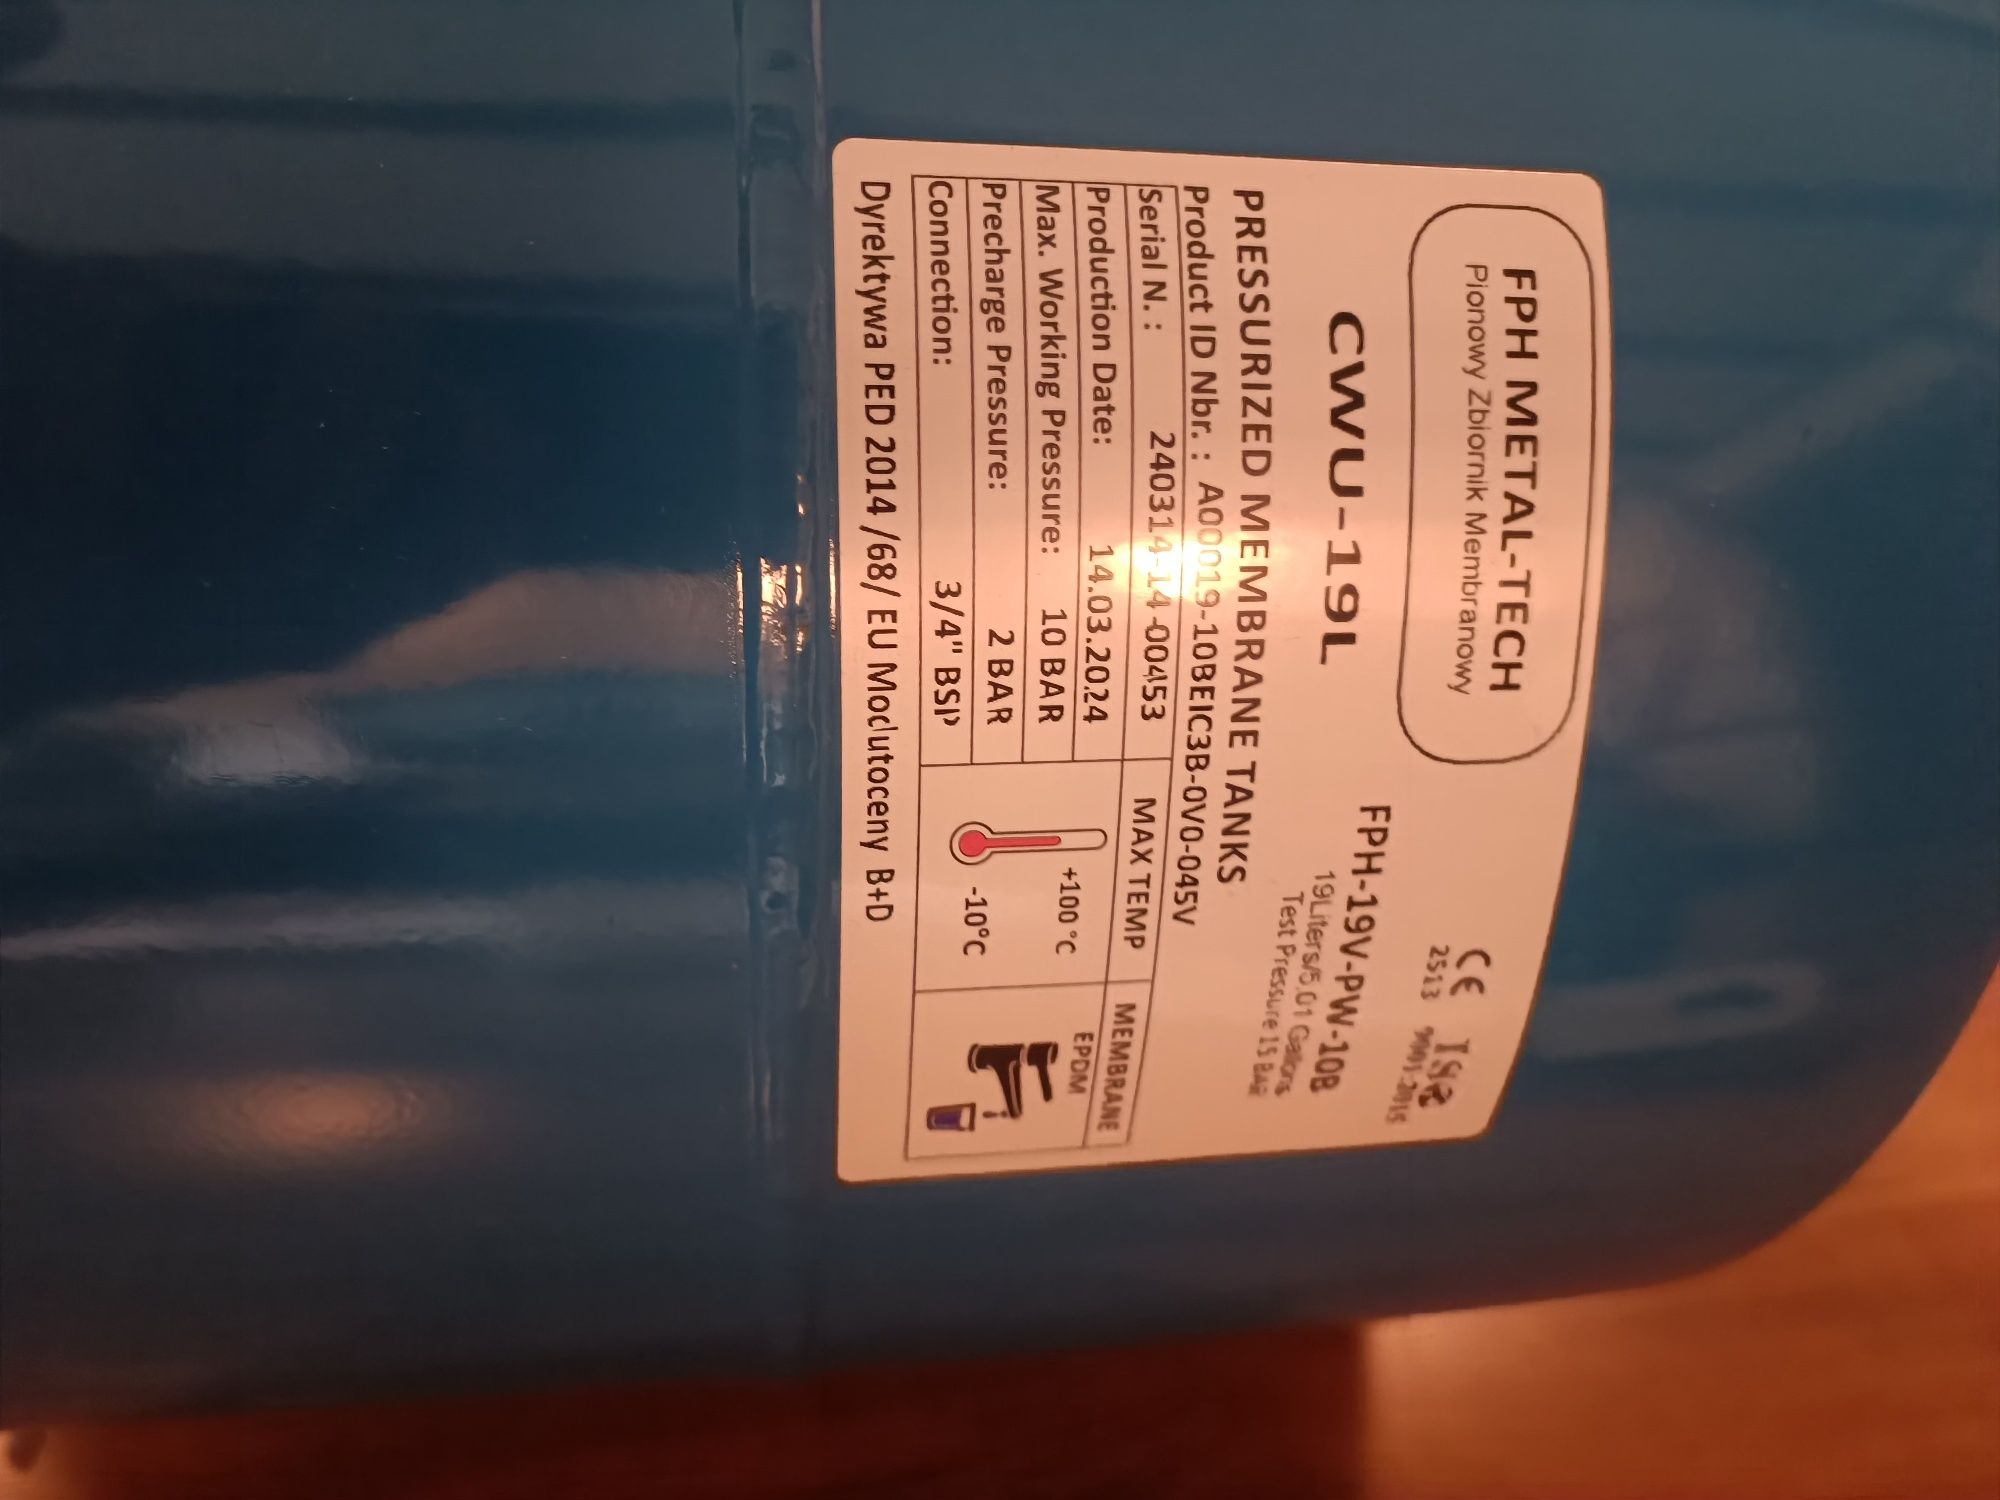 FPH METAL-TECH
Pionowy Zbiornik Membranowy
CE
2513
ISO
9001-2015
CWU-19L
FPH-19V-PW-10B
19Liters/5.01 Gallons
Test Pressure 15 BAR
PRESSURIZED MEMBRANE TANKS
Product ID Nbr. : A00019-10BEIC3B-0V0-045V
Serial N. : 240314-14-00453
Production Date: 14.03.2024
Max. Working Pressure: 10 BAR
Precharge Pressure: 2 BAR
Connection: 3/4" BSP
MAX TEMP
+100 °C
-10°C
MEMBRANE
EPDM
Dyrektywa PED 2014 /68/ EU Modutoceny B+D